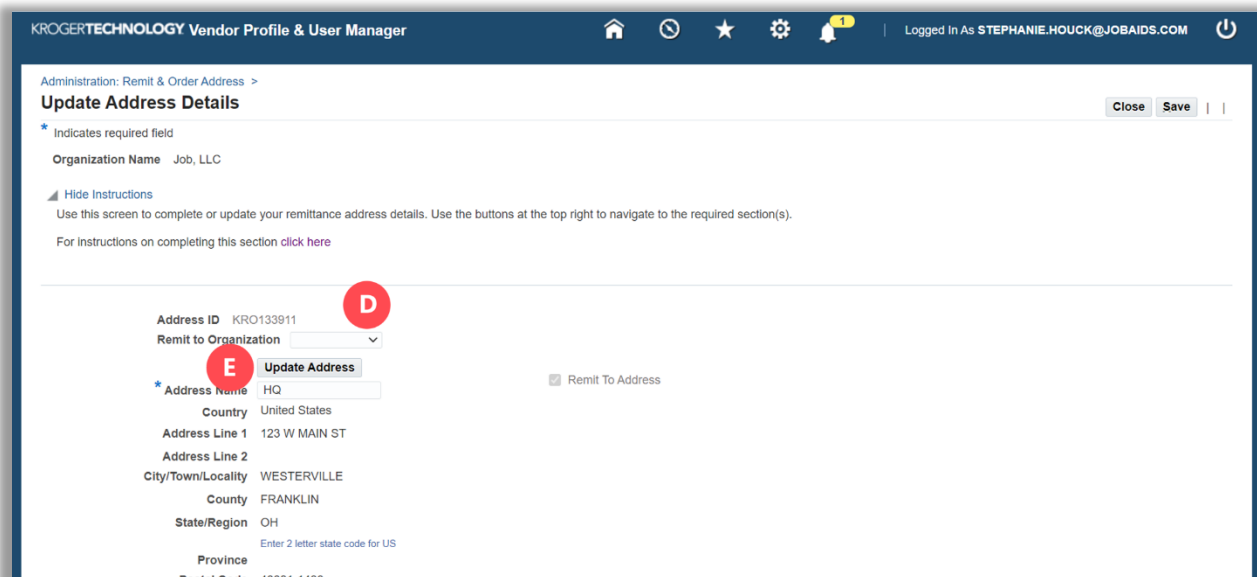 KROGERTECHNOLOGY. Vendor Profile & User Manager
1
Logged In As STEPHANIE.HOUCK@JOBAIDS.COM
Administration: Remit & Order Address >
Update Address Details
Close Save | |
* Indicates required field
Organization Name Job, LLC
Hide Instructions
Use this screen to complete or update your remittance address details. Use the buttons at the top right to navigate to the required section(s).
For instructions on completing this section click here
D
Address ID KRO133911
Remit to Organization
E
Update Address
* Address Name HQ
Remit To Address
Country United States
Address Line 1 123 W MAIN ST
Address Line 2
City/Town/Locality WESTERVILLE
County FRANKLIN
State/Region OH
Enter 2 letter state code for US
Province